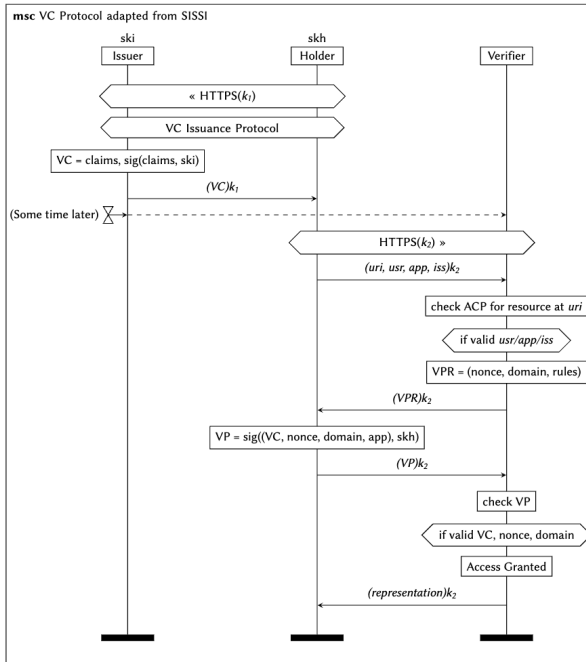 msc VC Protocol adapted from SISSI
ski
skh
Issuer
Holder
Verifier
« HTTPS(k₁)
VC Issuance Protocol
VC = claims, sig(claims, ski)
(VC)k₁
(Some time later)
HTTPS(k₂) »
(uri, usr, app, iss)k₂
check ACP for resource at uri
if valid usr/app/iss
VPR = (nonce, domain, rules)
(VPR)k₂
VP = sig((VC, nonce, domain, app), skh)
(VP)k₂
check VP
if valid VC, nonce, domain
Access Granted
(representation)k₂